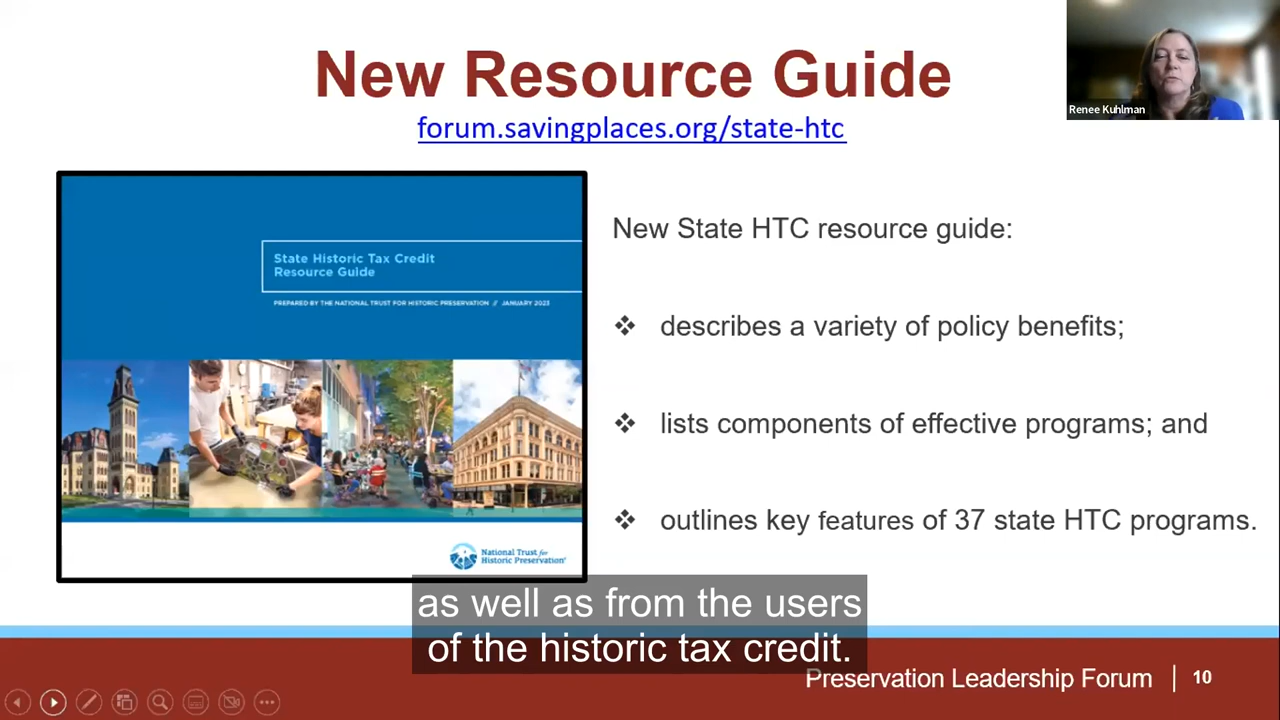 New Resource Guide
forum.savingplaces.org/state-htc
Renee Kuhlman
State Historic Tax Credit
Resource Guide
PREPARED BY THE NATIONAL TRUST FOR HISTORIC PRESERVATION // JANUARY 2023
National Trust for
Historic Preservation®
New State HTC resource guide:
❖ describes a variety of policy benefits;
❖ lists components of effective programs; and
❖ outlines key features of 37 state HTC programs.
as well as from the users
of the historic tax credit.
Preservation Leadership Forum | 10